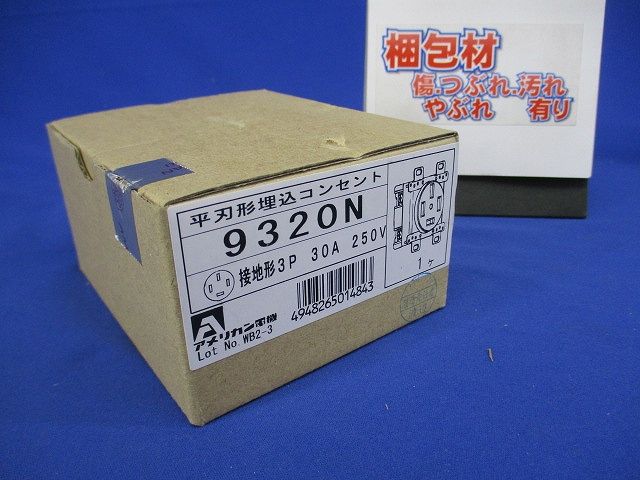 梱包材
傷.つぶれ.汚れ
やぶれ 有り
平刃形埋込コンセント
9320N
接地形3P 30A 250V
1ヶ
4948265014843
アメリカン電機
Lot No.WB2-3